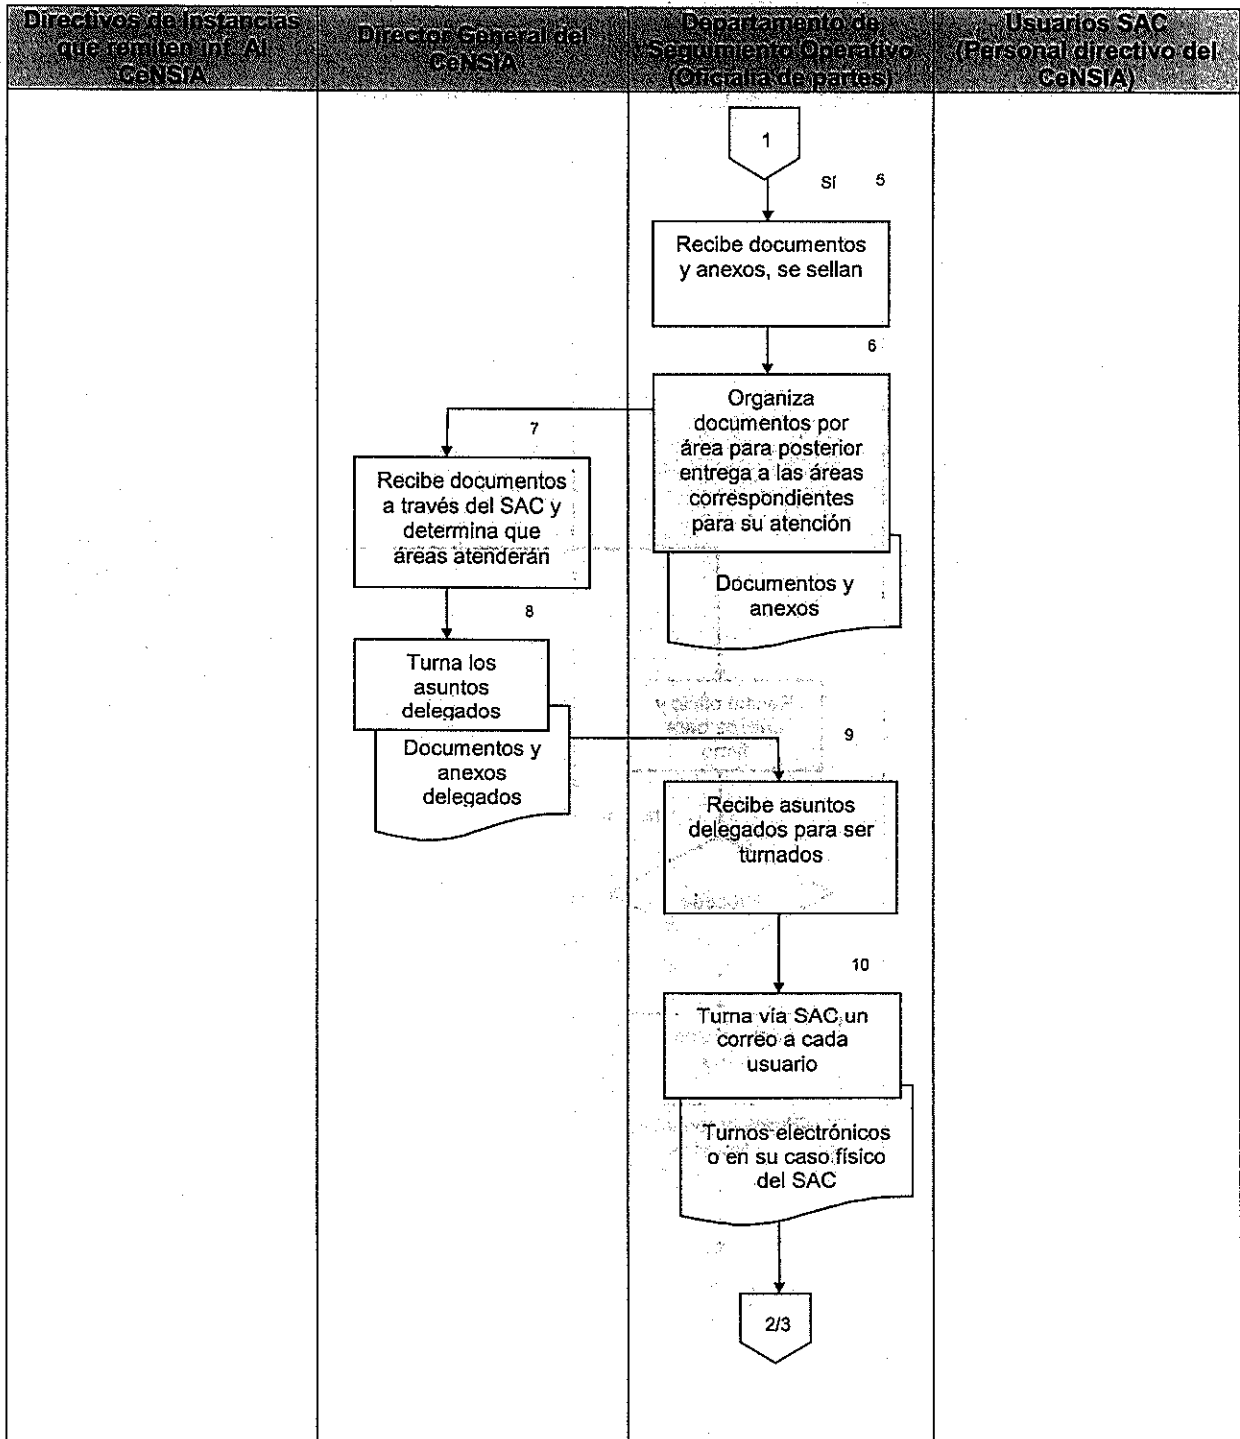 Directivos de Instancias
que remiten inf. Al
CeNSIA
Director General del
CeNSIA
Departamento de
Seguimiento Operativo
(Oficialía de partes)
Usuarios SAC
(Personal directivo del
CeNSIA)
1
Sí 5
Recibe documentos
y anexos, se sellan
6
Organiza
documentos por
área para posterior
entrega a las áreas
correspondientes
para su atención
Documentos y
anexos
7
Recibe documentos
a través del SAC y
determina que
áreas atenderán
8
Turna los
asuntos
delegados
Documentos y
anexos
delegados
9
Recibe asuntos
delegados para ser
turnados
10
Turna vía SAC un
correo a cada
usuario
Turnos electrónicos
o en su caso físico
del SAC
2/3